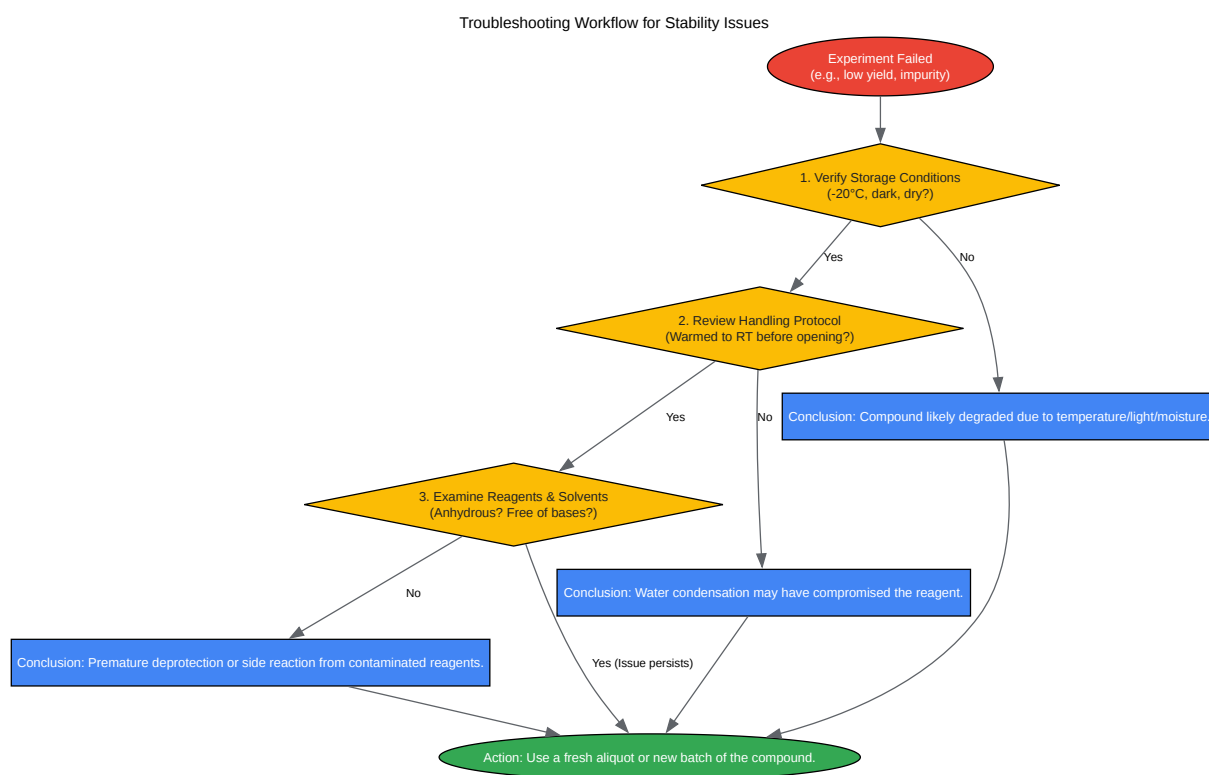 Troubleshooting Workflow for Stability Issues
Experiment Failed
(e.g., low yield, impurity)
1. Verify Storage Conditions
(-20°C, dark, dry?)
Yes
No
2. Review Handling Protocol
(Warmed to RT before opening?)
Yes
No
Conclusion: Compound likely degraded due to temperature/light/moisture.
3. Examine Reagents & Solvents
(Anhydrous? Free of bases?)
No
Conclusion: Water condensation may have compromised the reagent.
Yes (Issue persists)
Conclusion: Premature deprotection or side reaction from contaminated reagents.
Action: Use a fresh aliquot or new batch of the compound.